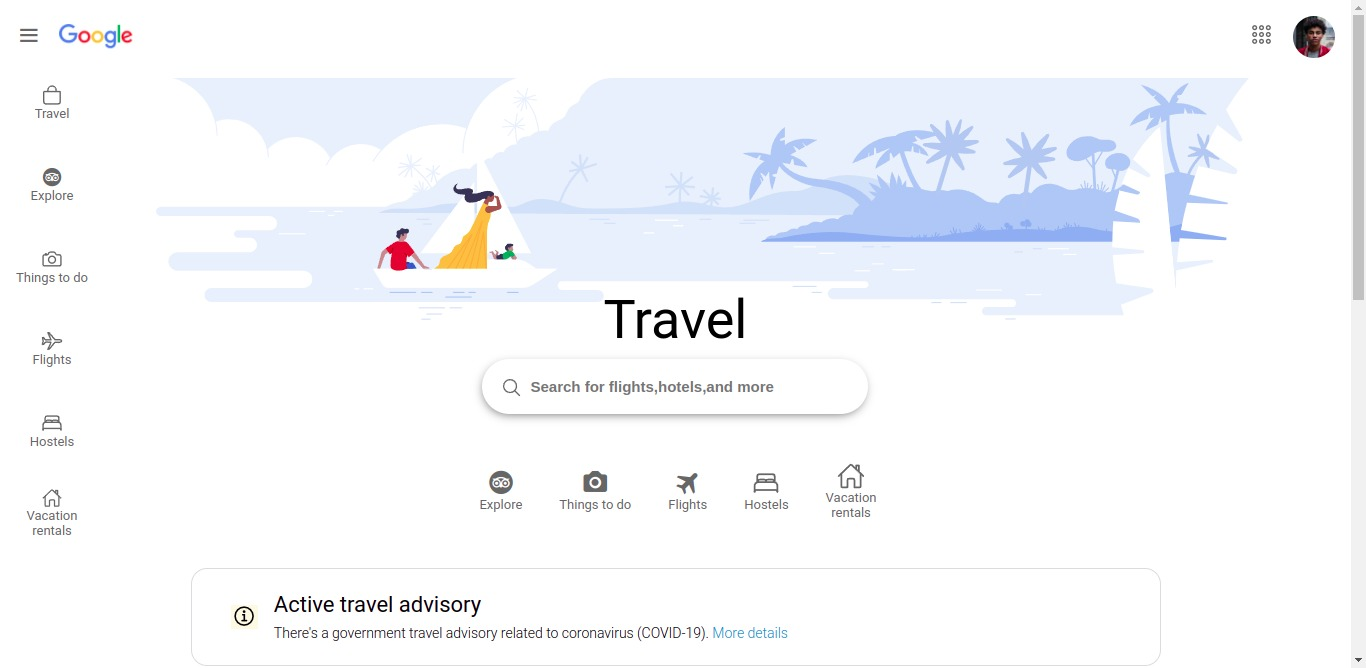 Google
Travel
Explore
Things to do
Flights
Hostels
Vacation
rentals
Travel
Search for flights,hotels,and more
Explore
Things to do
Flights
Hostels
Vacation
rentals
Active travel advisory
There's a government travel advisory related to coronavirus (COVID-19). More details